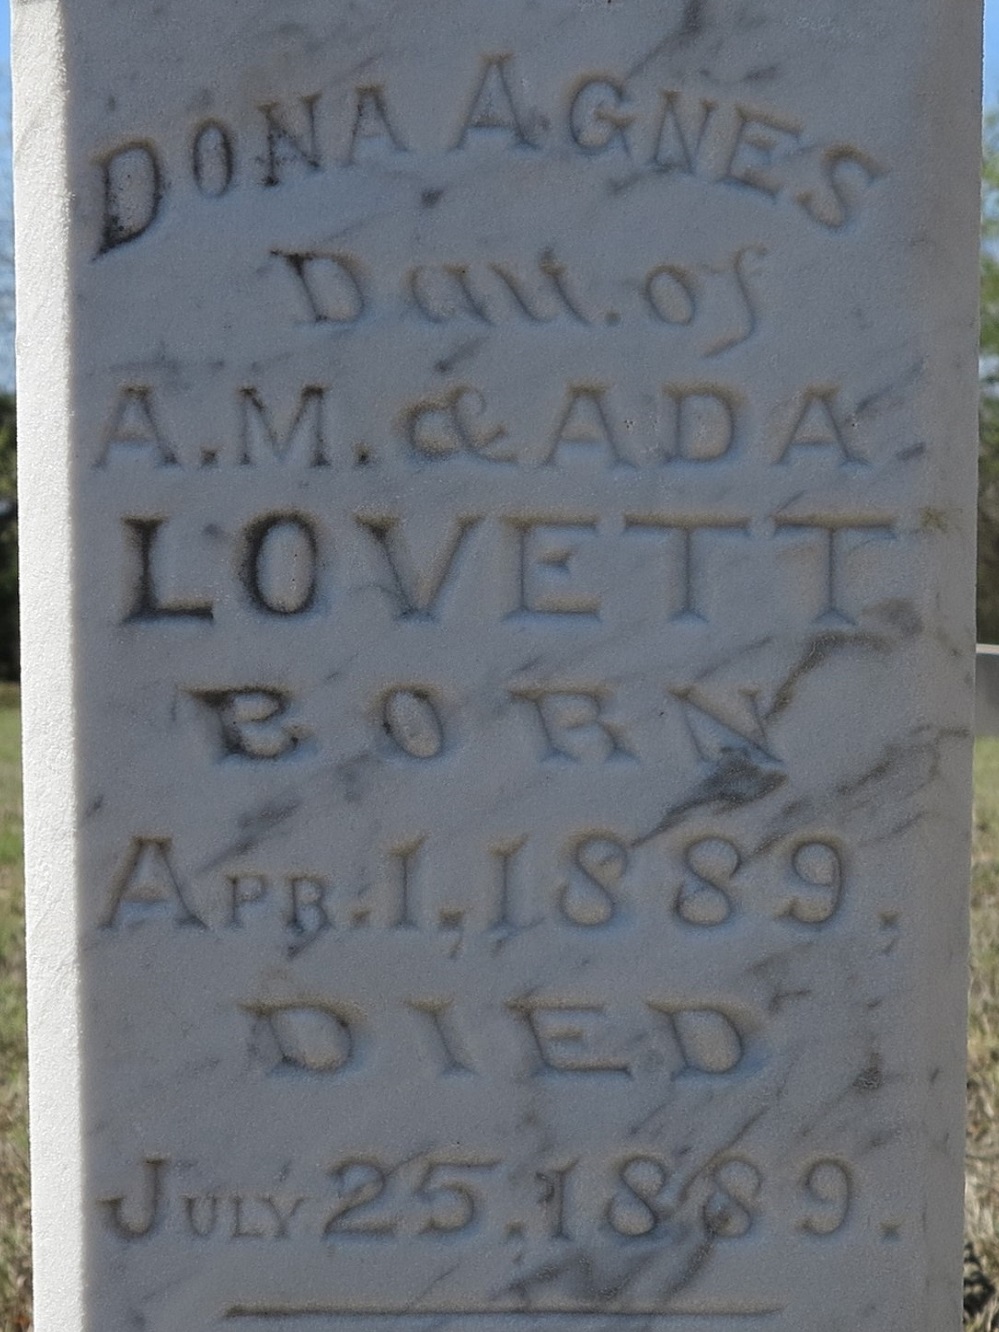 DONA AGNES
Dau. of
A. M. & ADA
LOVETT
BORN
APR. 1, 1889.
DIED
JULY 25, 1889.